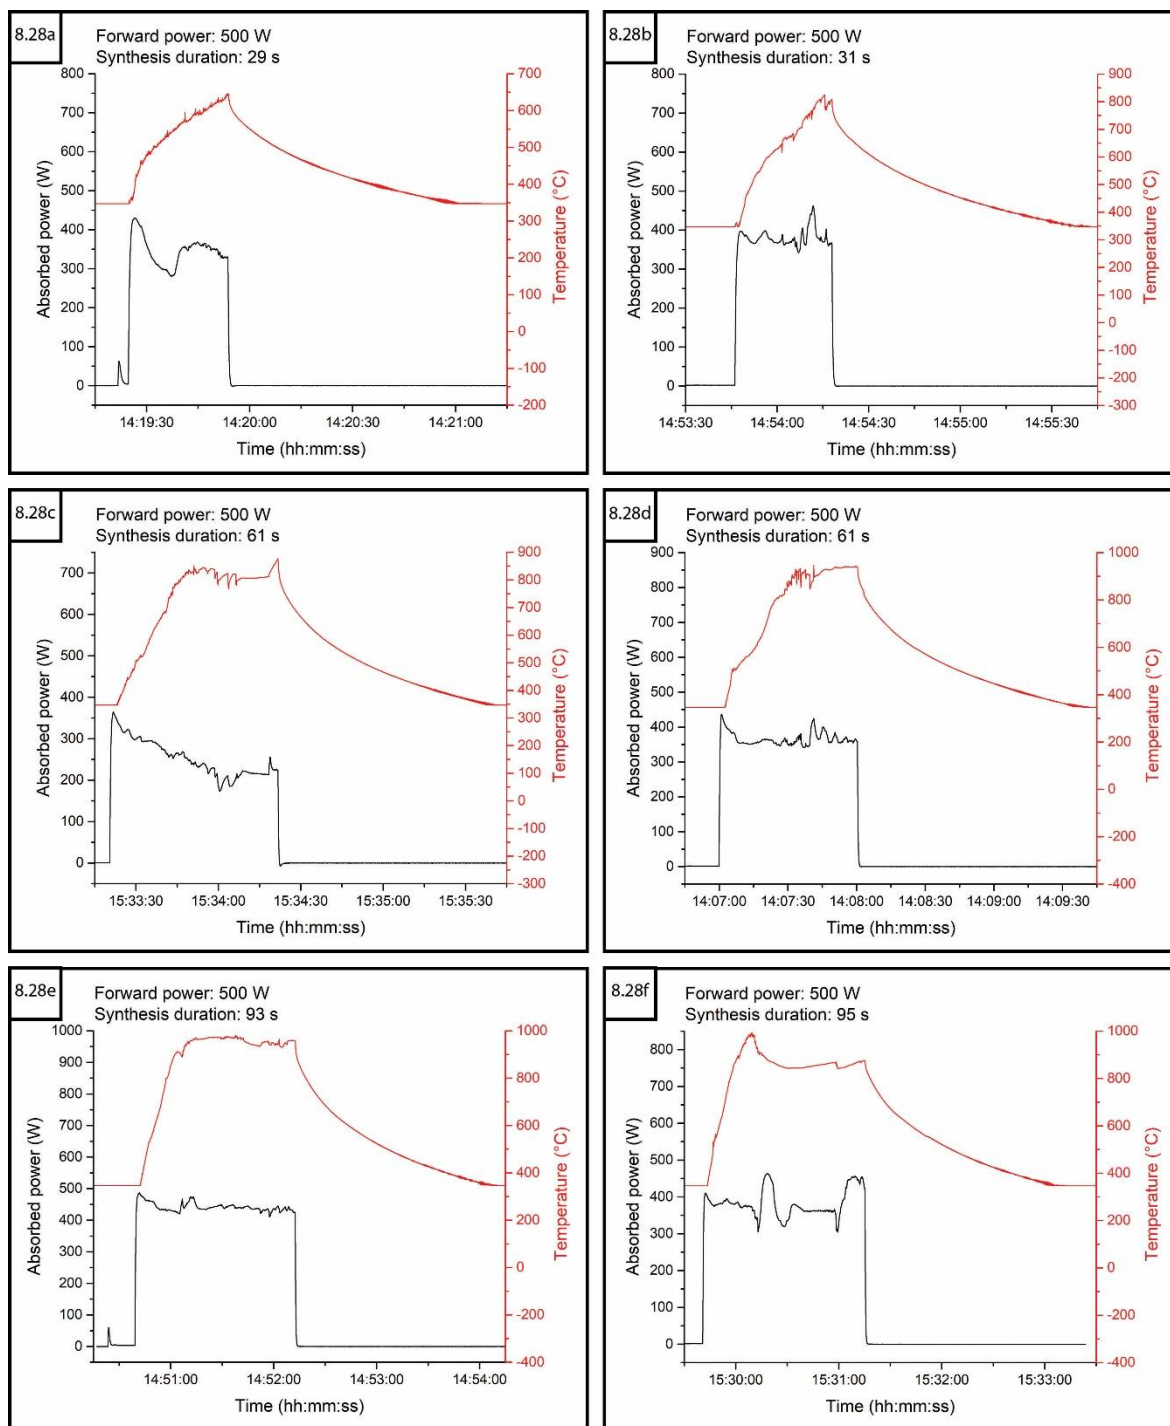 8.28a
Forward power: 500 W
Synthesis duration: 29 s
Absorbed power (W)
800
700
600
500
400
300
200
100
0
700
600
500
400
300
200
100
0
-100
-200
Temperature (°C)
14:19:30 14:20:00 14:20:30 14:21:00
Time (hh:mm:ss)
8.28b
Forward power: 500 W
Synthesis duration: 31 s
Absorbed power (W)
800
700
600
500
400
300
200
100
0
900
800
700
600
500
400
300
200
100
0
-100
-200
-300
Temperature (°C)
14:53:30 14:54:00 14:54:30 14:55:00 14:55:30
Time (hh:mm:ss)
8.28c
Forward power: 500 W
Synthesis duration: 61 s
Absorbed power (W)
700
600
500
400
300
200
100
0
900
800
700
600
500
400
300
200
100
0
-100
-200
-300
Temperature (°C)
15:33:30 15:34:00 15:34:30 15:35:00 15:35:30
Time (hh:mm:ss)
8.28d
Forward power: 500 W
Synthesis duration: 61 s
Absorbed power (W)
900
800
700
600
500
400
300
200
100
0
1000
800
600
400
200
0
-200
-400
Temperature (°C)
14:07:00 14:07:30 14:08:00 14:08:30 14:09:00 14:09:30
Time (hh:mm:ss)
8.28e
Forward power: 500 W
Synthesis duration: 93 s
Absorbed power (W)
1000
900
800
700
600
500
400
300
200
100
0
1000
800
600
400
200
0
-200
-400
Temperature (°C)
14:51:00 14:52:00 14:53:00 14:54:00
Time (hh:mm:ss)
8.28f
Forward power: 500 W
Synthesis duration: 95 s
Absorbed power (W)
800
700
600
500
400
300
200
100
0
1000
800
600
400
200
0
-200
-400
Temperature (°C)
15:30:00 15:31:00 15:32:00 15:33:00
Time (hh:mm:ss)